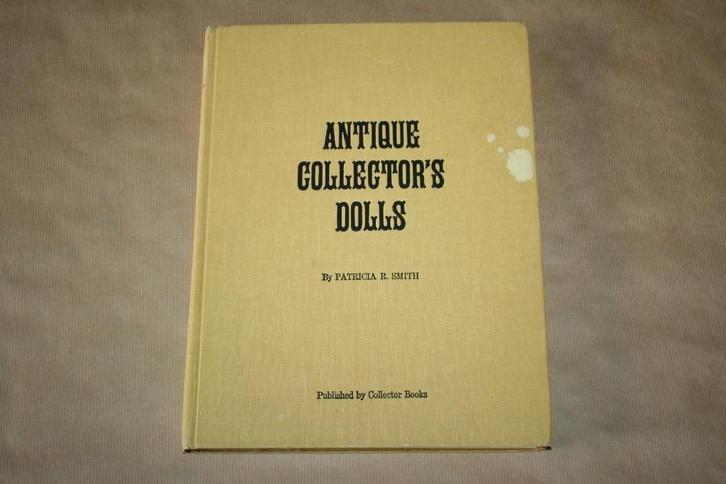 ANTIQUE
COLLECTOR'S
DOLLS
By PATRICIA R. SMITH
Published by Collector Books